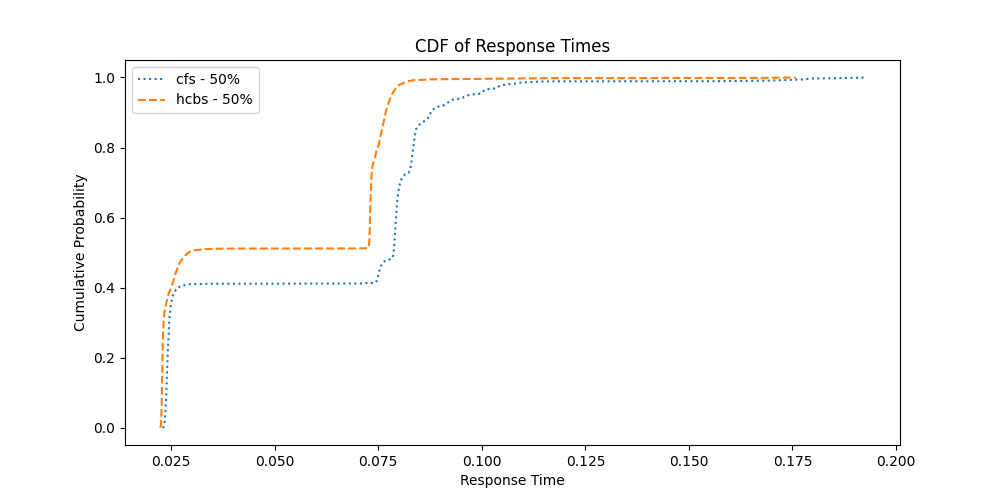 CDF of Response Times
cfs - 50%
hcbs - 50%
Cumulative Probability
1.0
0.8
0.6
0.4
0.2
0.0
0.025 0.050 0.075 0.100 0.125 0.150 0.175 0.200
Response Time